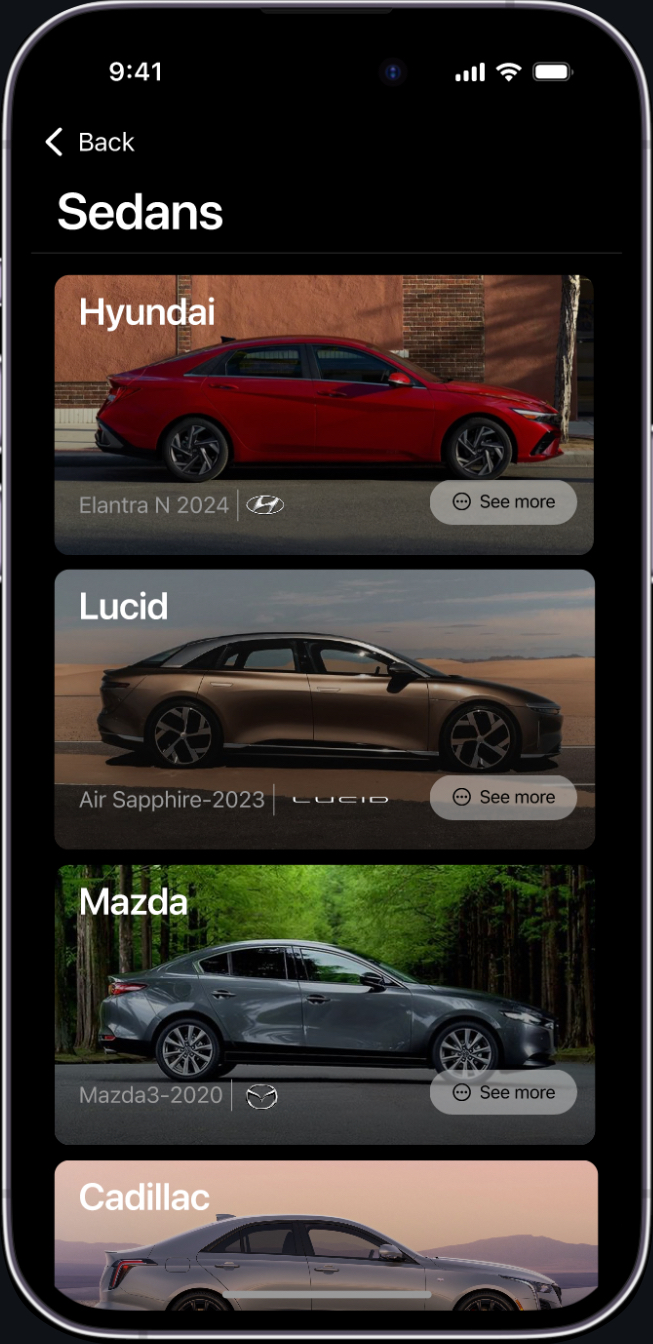 9:41
Back
Sedans
Hyundai
Elantra N 2024
See more
Lucid
Air Sapphire-2023
LUCID
See more
Mazda
Mazda3-2020
See more
Cadillac